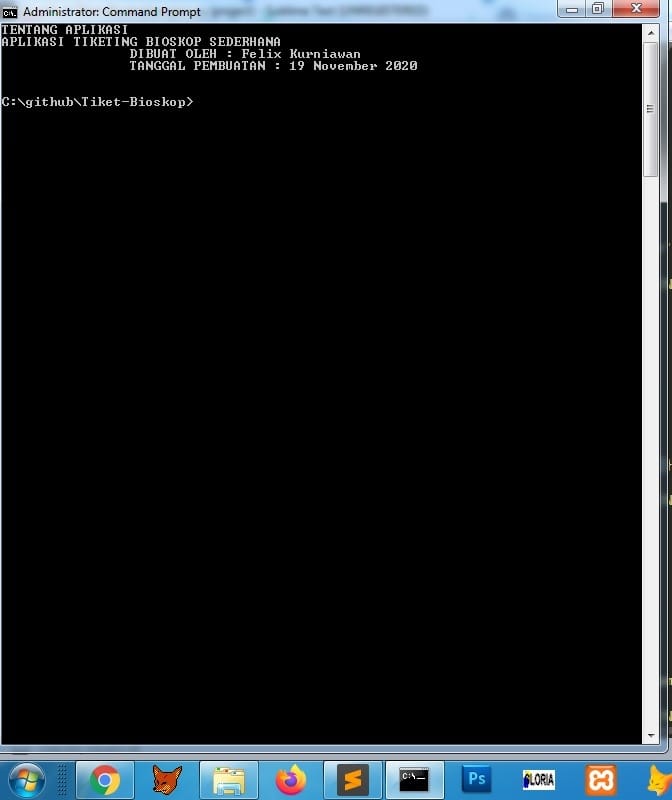 Administrator: Command Prompt
TENTANG APLIKASI
APLIKASI TIKETING BIOSKOP SEDERHANA
DIBUAT OLEH : Felix Kurniawan
TANGGAL PEMBUATAN : 19 November 2020
C:\github\Tiket-Bioskop>
C:\.
Ps
GLORIA